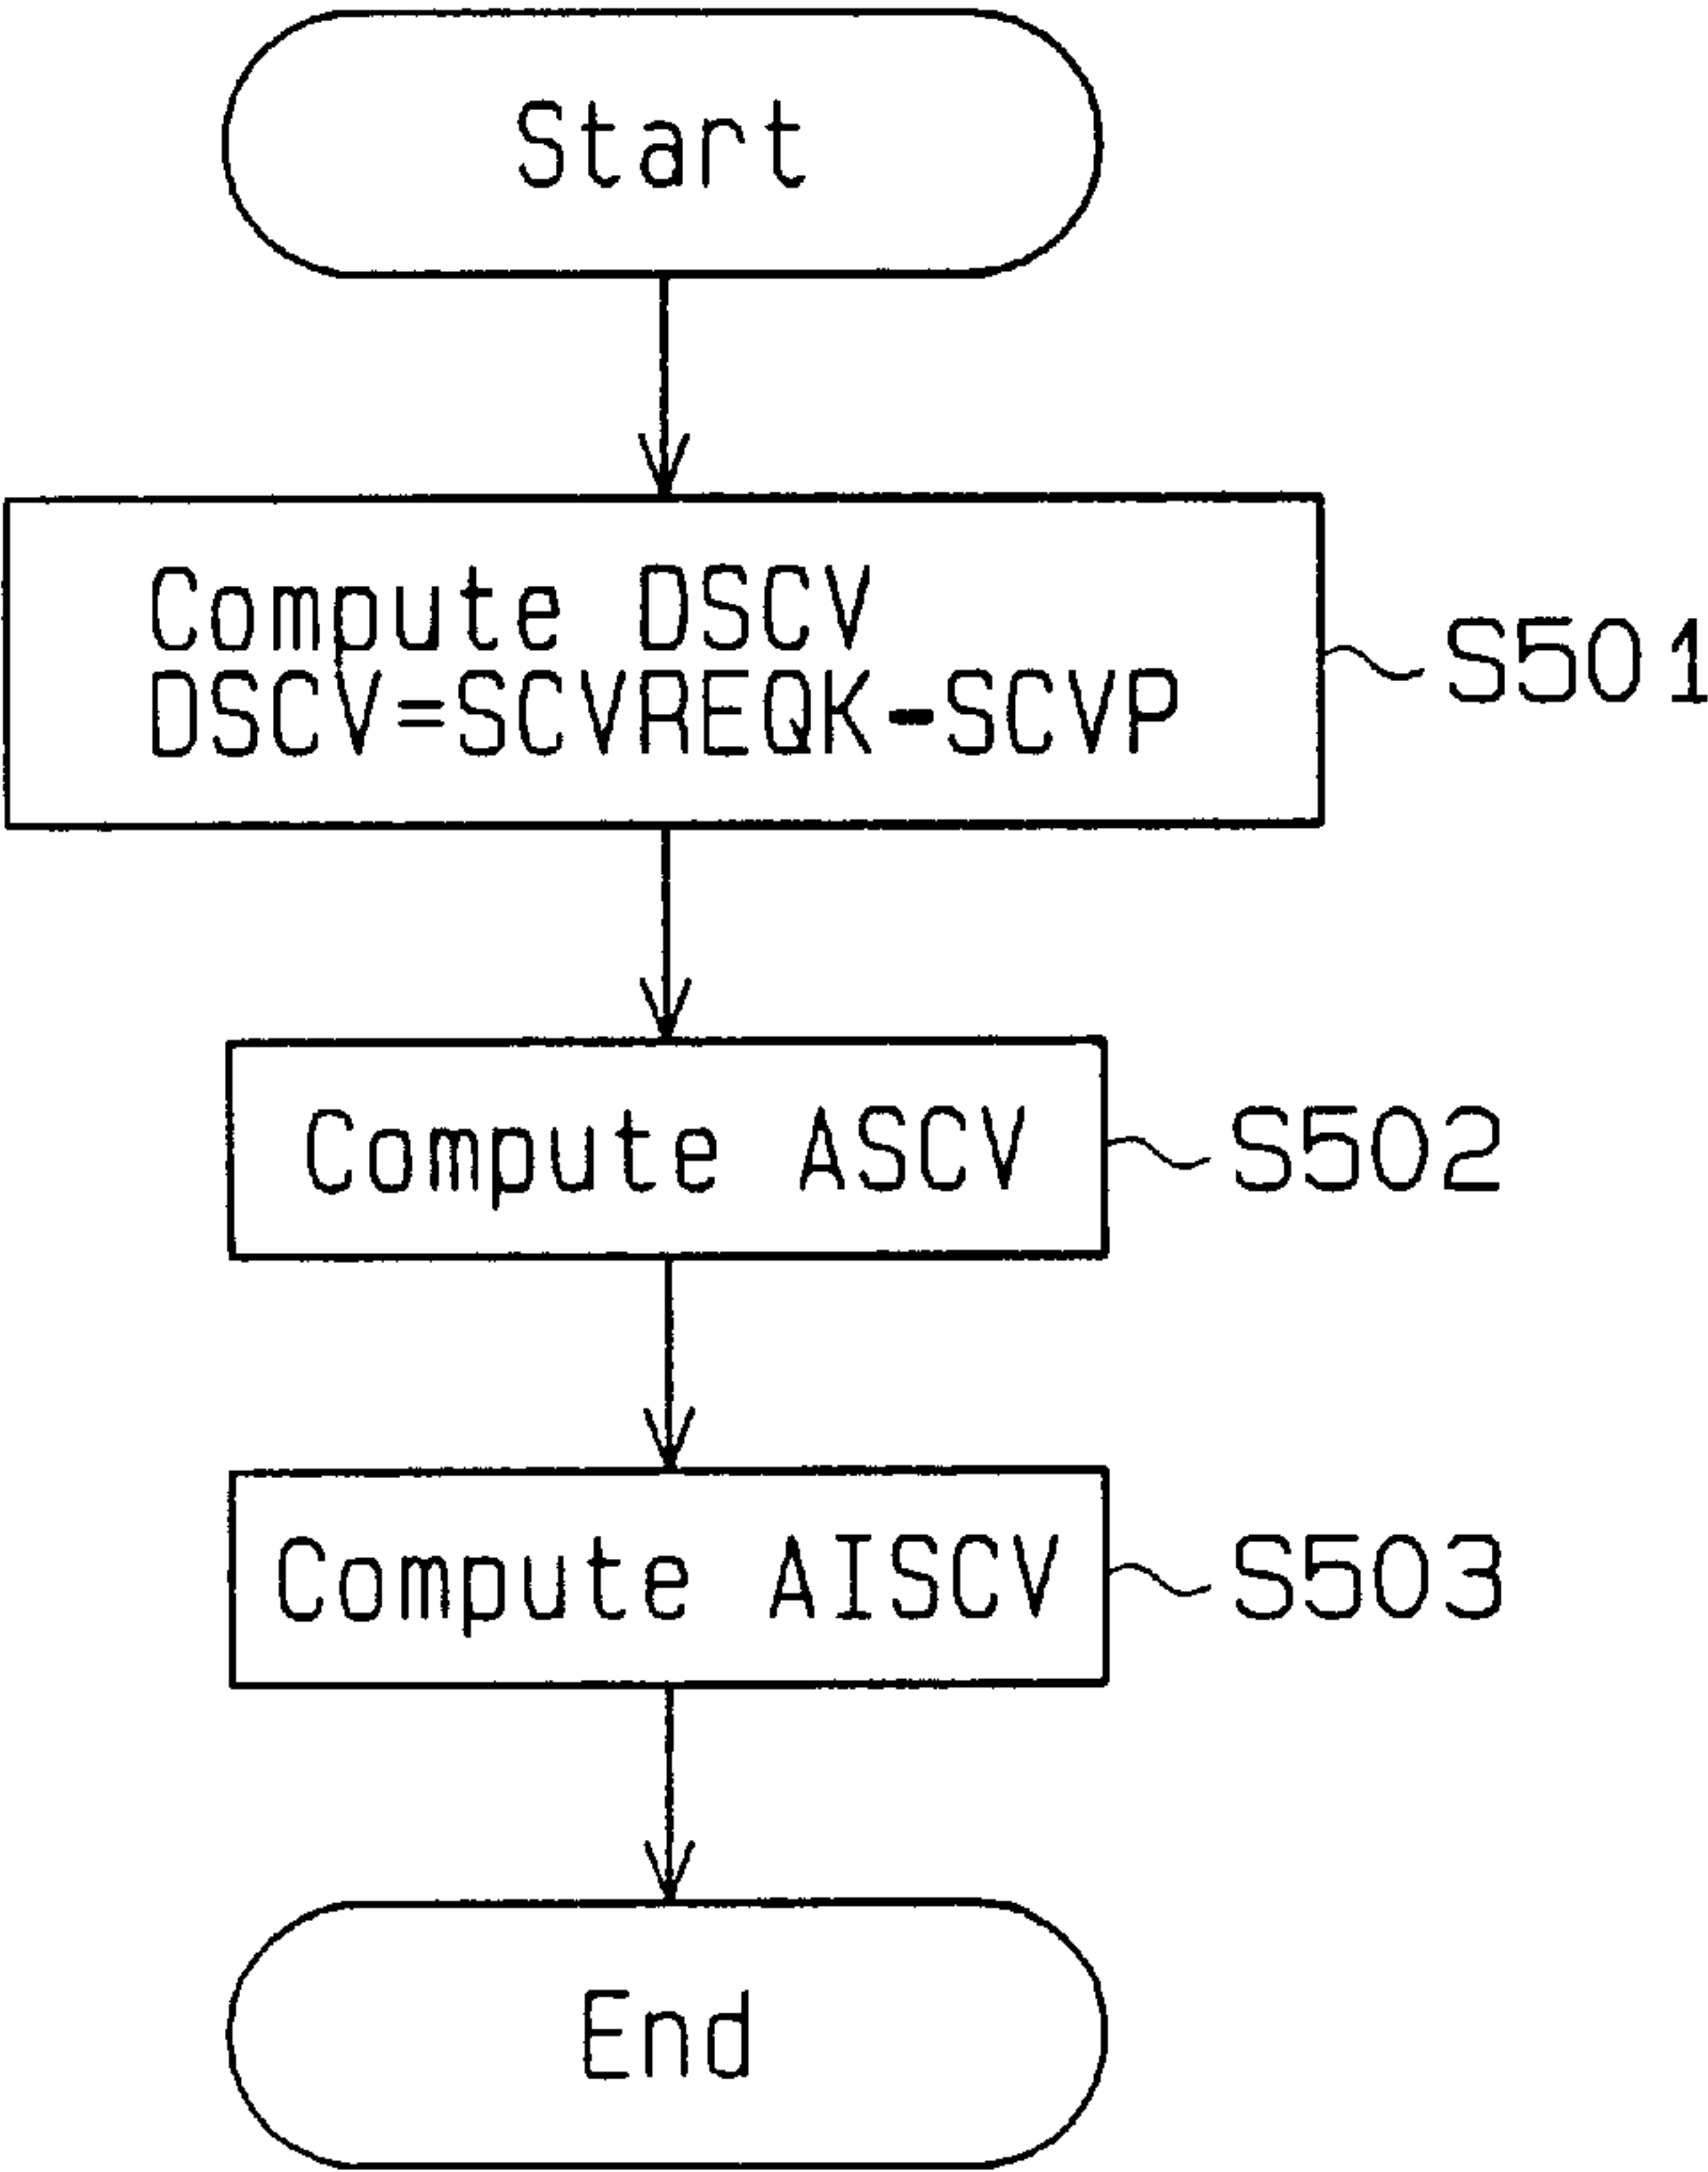 Start
Compute DSCV
DSCV=SCVREQK-SCVP
S501
Compute ASCV
S502
Compute AISCV
S503
End